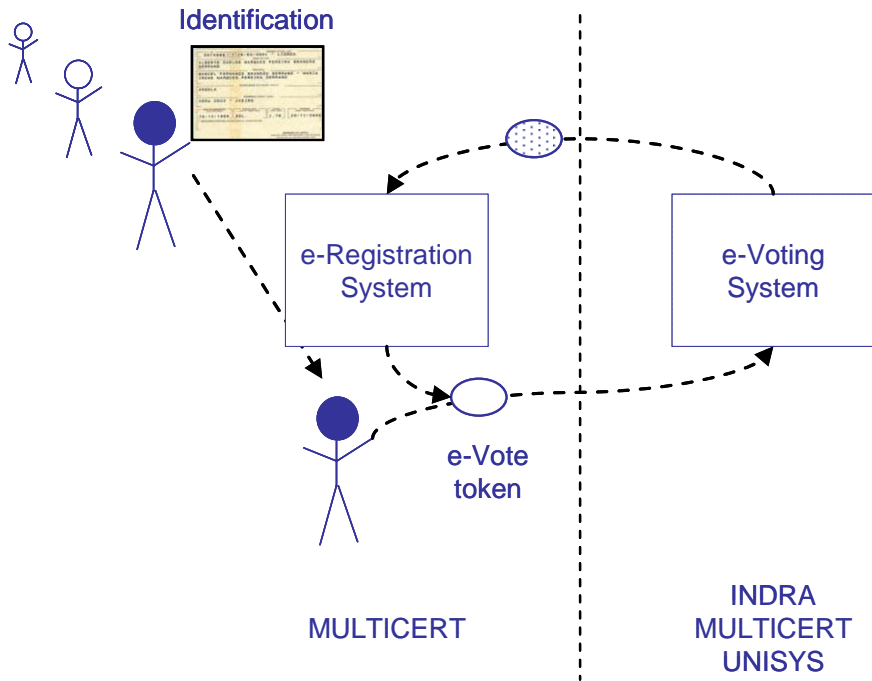 Identification
e-Registration
System
e-Voting
System
e-Vote
token
MULTICERT
INDRA
MULTICERT
UNISYS